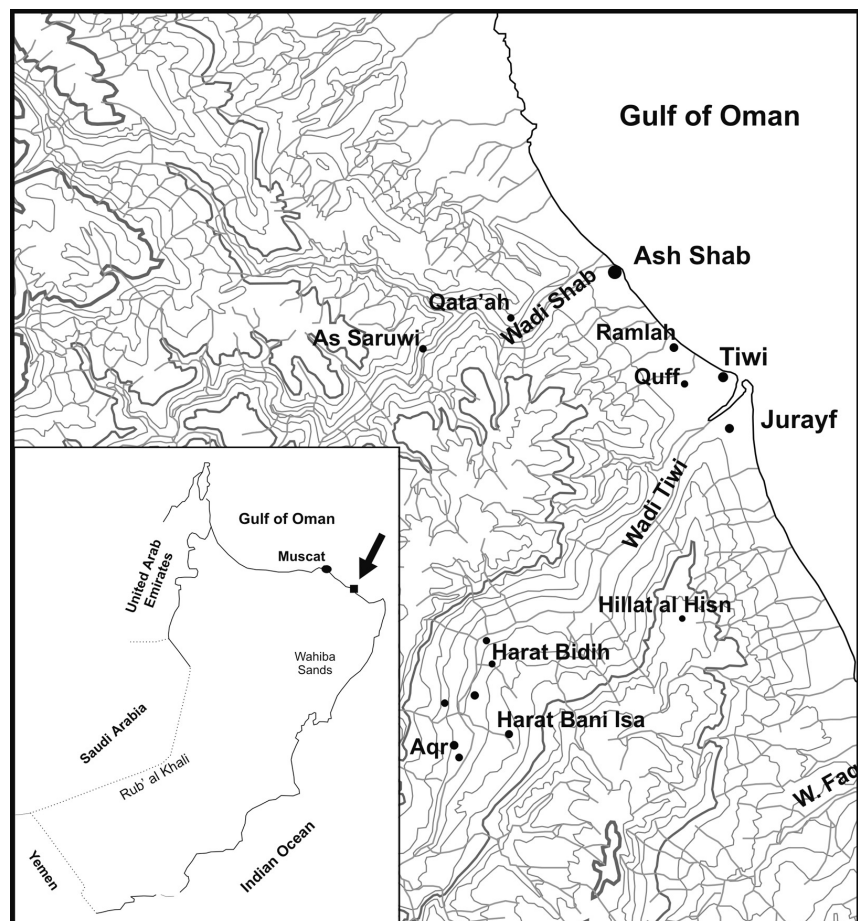 Gulf of Oman
Ash Shab
Qata'ah
Wadi Shab
As Saruwi
Ramlah
Tiwi
Quff
Jurayf
Wadi Tiwi
Hillat al Hisn
Harat Bidih
Harat Bani Isa
Aqr
W. Faq
Gulf of Oman
Muscat
United Arab
Emirates
Wahiba
Sands
Saudi Arabia
Rub' al Khali
Yemen
Indian Ocean